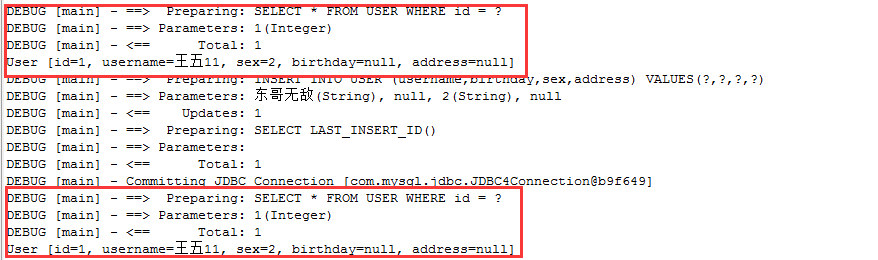 DEBUG [main] - ==>  Preparing: SELECT * FROM USER WHERE id = ?
DEBUG [main] - ==> Parameters: 1(Integer)
DEBUG [main] - <==      Total: 1
User [id=1, username=王五11, sex=2, birthday=null, address=null]
DEBUG [main] - ==>  Preparing: INSERT INTO USER (username,birthday,sex,address) VALUES(?,?,?,?)
DEBUG [main] - ==> Parameters: 东哥无敌(String), null, 2(String), null
DEBUG [main] - <==    Updates: 1
DEBUG [main] - ==>  Preparing: SELECT LAST_INSERT_ID()
DEBUG [main] - ==> Parameters:
DEBUG [main] - <==      Total: 1
DEBUG [main] - Committing JDBC Connection [com.mysql.jdbc.JDBC4Connection@b9f649]
DEBUG [main] - ==>  Preparing: SELECT * FROM USER WHERE id = ?
DEBUG [main] - ==> Parameters: 1(Integer)
DEBUG [main] - <==      Total: 1
User [id=1, username=王五11, sex=2, birthday=null, address=null]